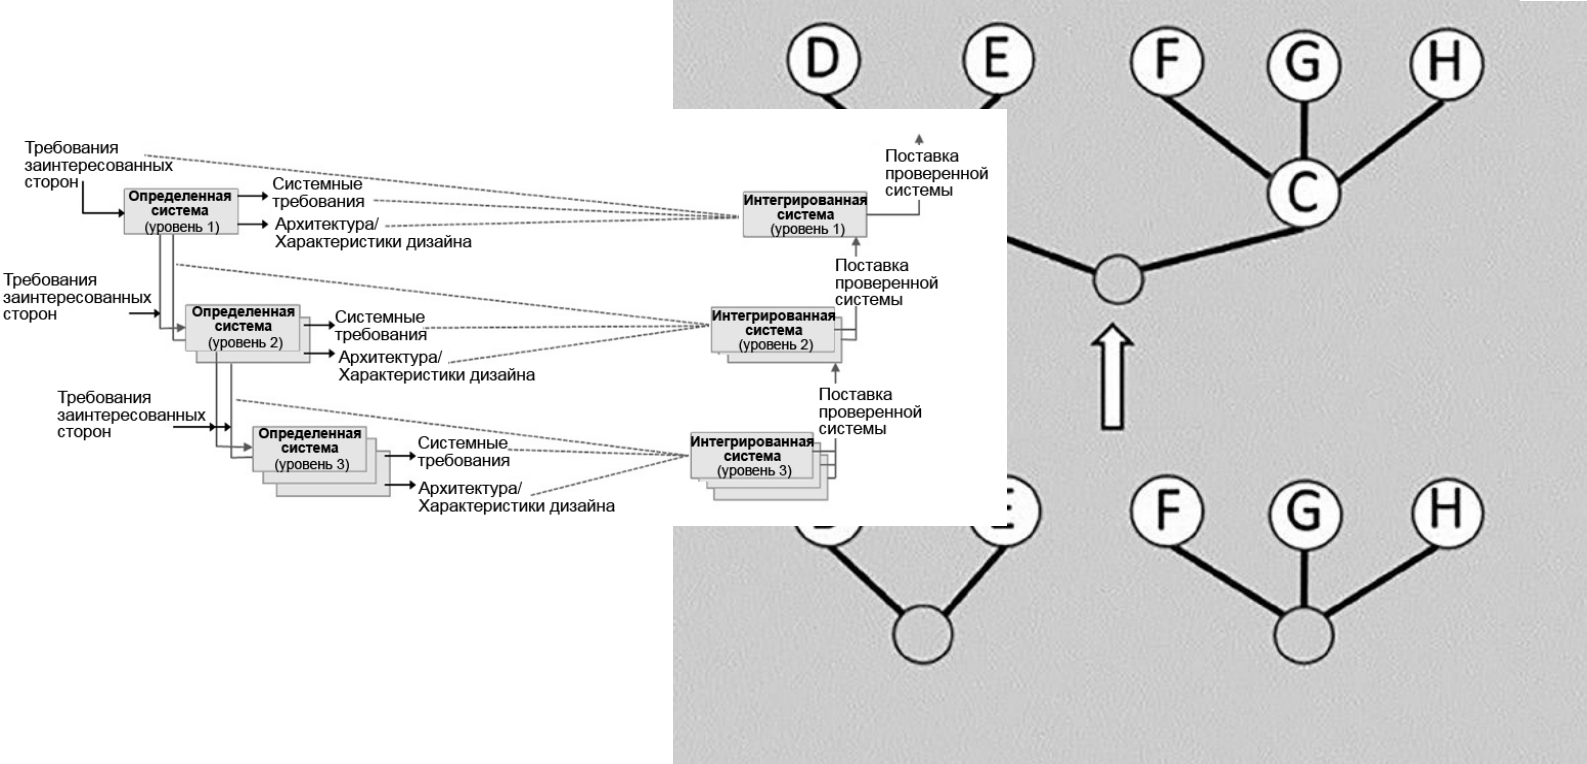 D E F G H
C
Требования
заинтересованных
сторон
Определенная
система
(уровень 1)
Системные
требования
Архитектура/
Характеристики дизайна
Интегрированная
система
(уровень 1)
Поставка
проверенной
системы
Требования
заинтересованных
сторон
Определенная
система
(уровень 2)
Системные
требования
Архитектура/
Характеристики дизайна
Интегрированная
система
(уровень 2)
Поставка
проверенной
системы
Требования
заинтересованных
сторон
Определенная
система
(уровень 3)
Системные
требования
Архитектура/
Характеристики дизайна
Интегрированная
система
(уровень 3)
Поставка
проверенной
системы
F G H